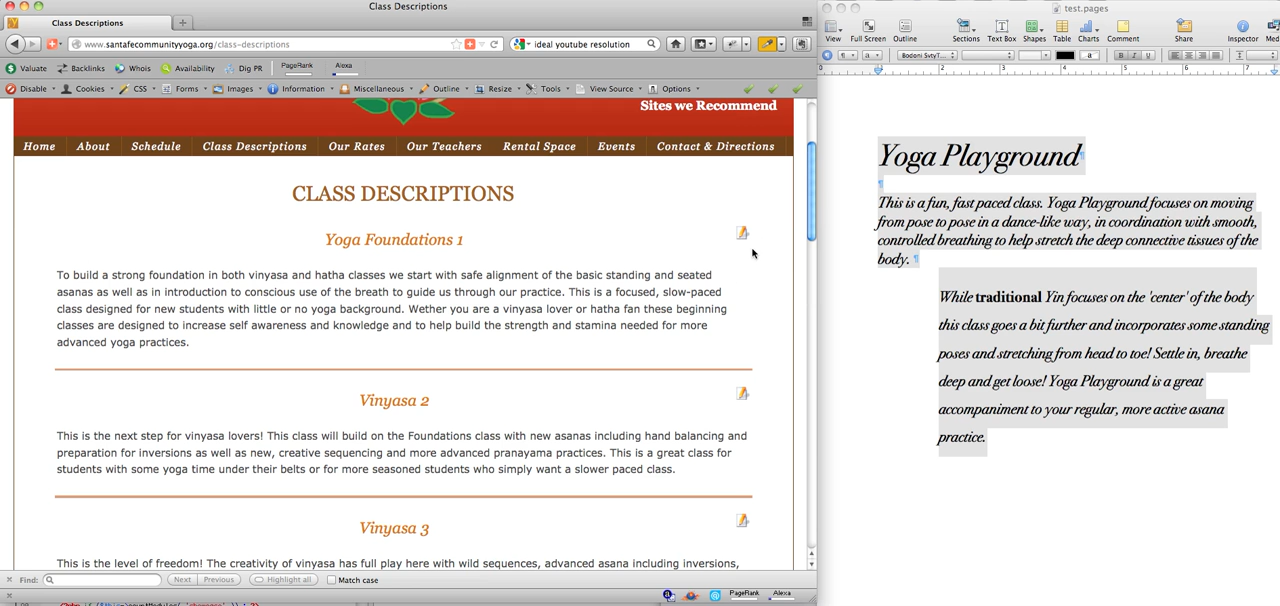 Class Descriptions
test.pages
Class Descriptions
www.santafecommunityyoga.org/class-descriptions
ideal youtube resolution
View Full Screen Outline Sections Text Box Shapes Table Charts Comment Share Inspector Med
Valuate Backlinks Whois Availability Dig PR PageRank Alexa
Bodoni SvtyT... a B I U
Disable Cookies CSS Forms Images Information Miscellaneous Outline Resize Tools View Source Options
0 1 2 3 4 5 6 7
Sites we Recommend
Home About Schedule Class Descriptions Our Rates Our Teachers Rental Space Events Contact & Directions
CLASS DESCRIPTIONS
Yoga Foundations 1
To build a strong foundation in both vinyasa and hatha classes we start with safe alignment of the basic standing and seated
asanas as well as in introduction to conscious use of the breath to guide us through our practice. This is a focused, slow-paced
class designed for new students with little or no yoga background. Wether you are a vinyasa lover or hatha fan these beginning
classes are designed to increase self awareness and knowledge and to help build the strength and stamina needed for more
advanced yoga practices.
Vinyasa 2
This is the next step for vinyasa lovers! This class will build on the Foundations class with new asanas including hand balancing and
preparation for inversions as well as new, creative sequencing and more advanced pranayama practices. This is a great class for
students with some yoga time under their belts or for more seasoned students who simply want a slower paced class.
Vinyasa 3
This is the level of freedom! The creativity of vinyasa has full play here with wild sequences, advanced asana including inversions,
Find: Next Previous Highlight all Match case
PageRank Alexa
Yoga Playground¶
¶
This is a fun, fast paced class. Yoga Playground focuses on moving
from pose to pose in a dance-like way, in coordination with smooth,
controlled breathing to help stretch the deep connective tissues of the
body. ¶
While traditional Yin focuses on the 'center' of the body
this class goes a bit further and incorporates some standing
poses and stretching from head to toe! Settle in, breathe
deep and get loose! Yoga Playground is a great
accompaniment to your regular, more active asana
practice.